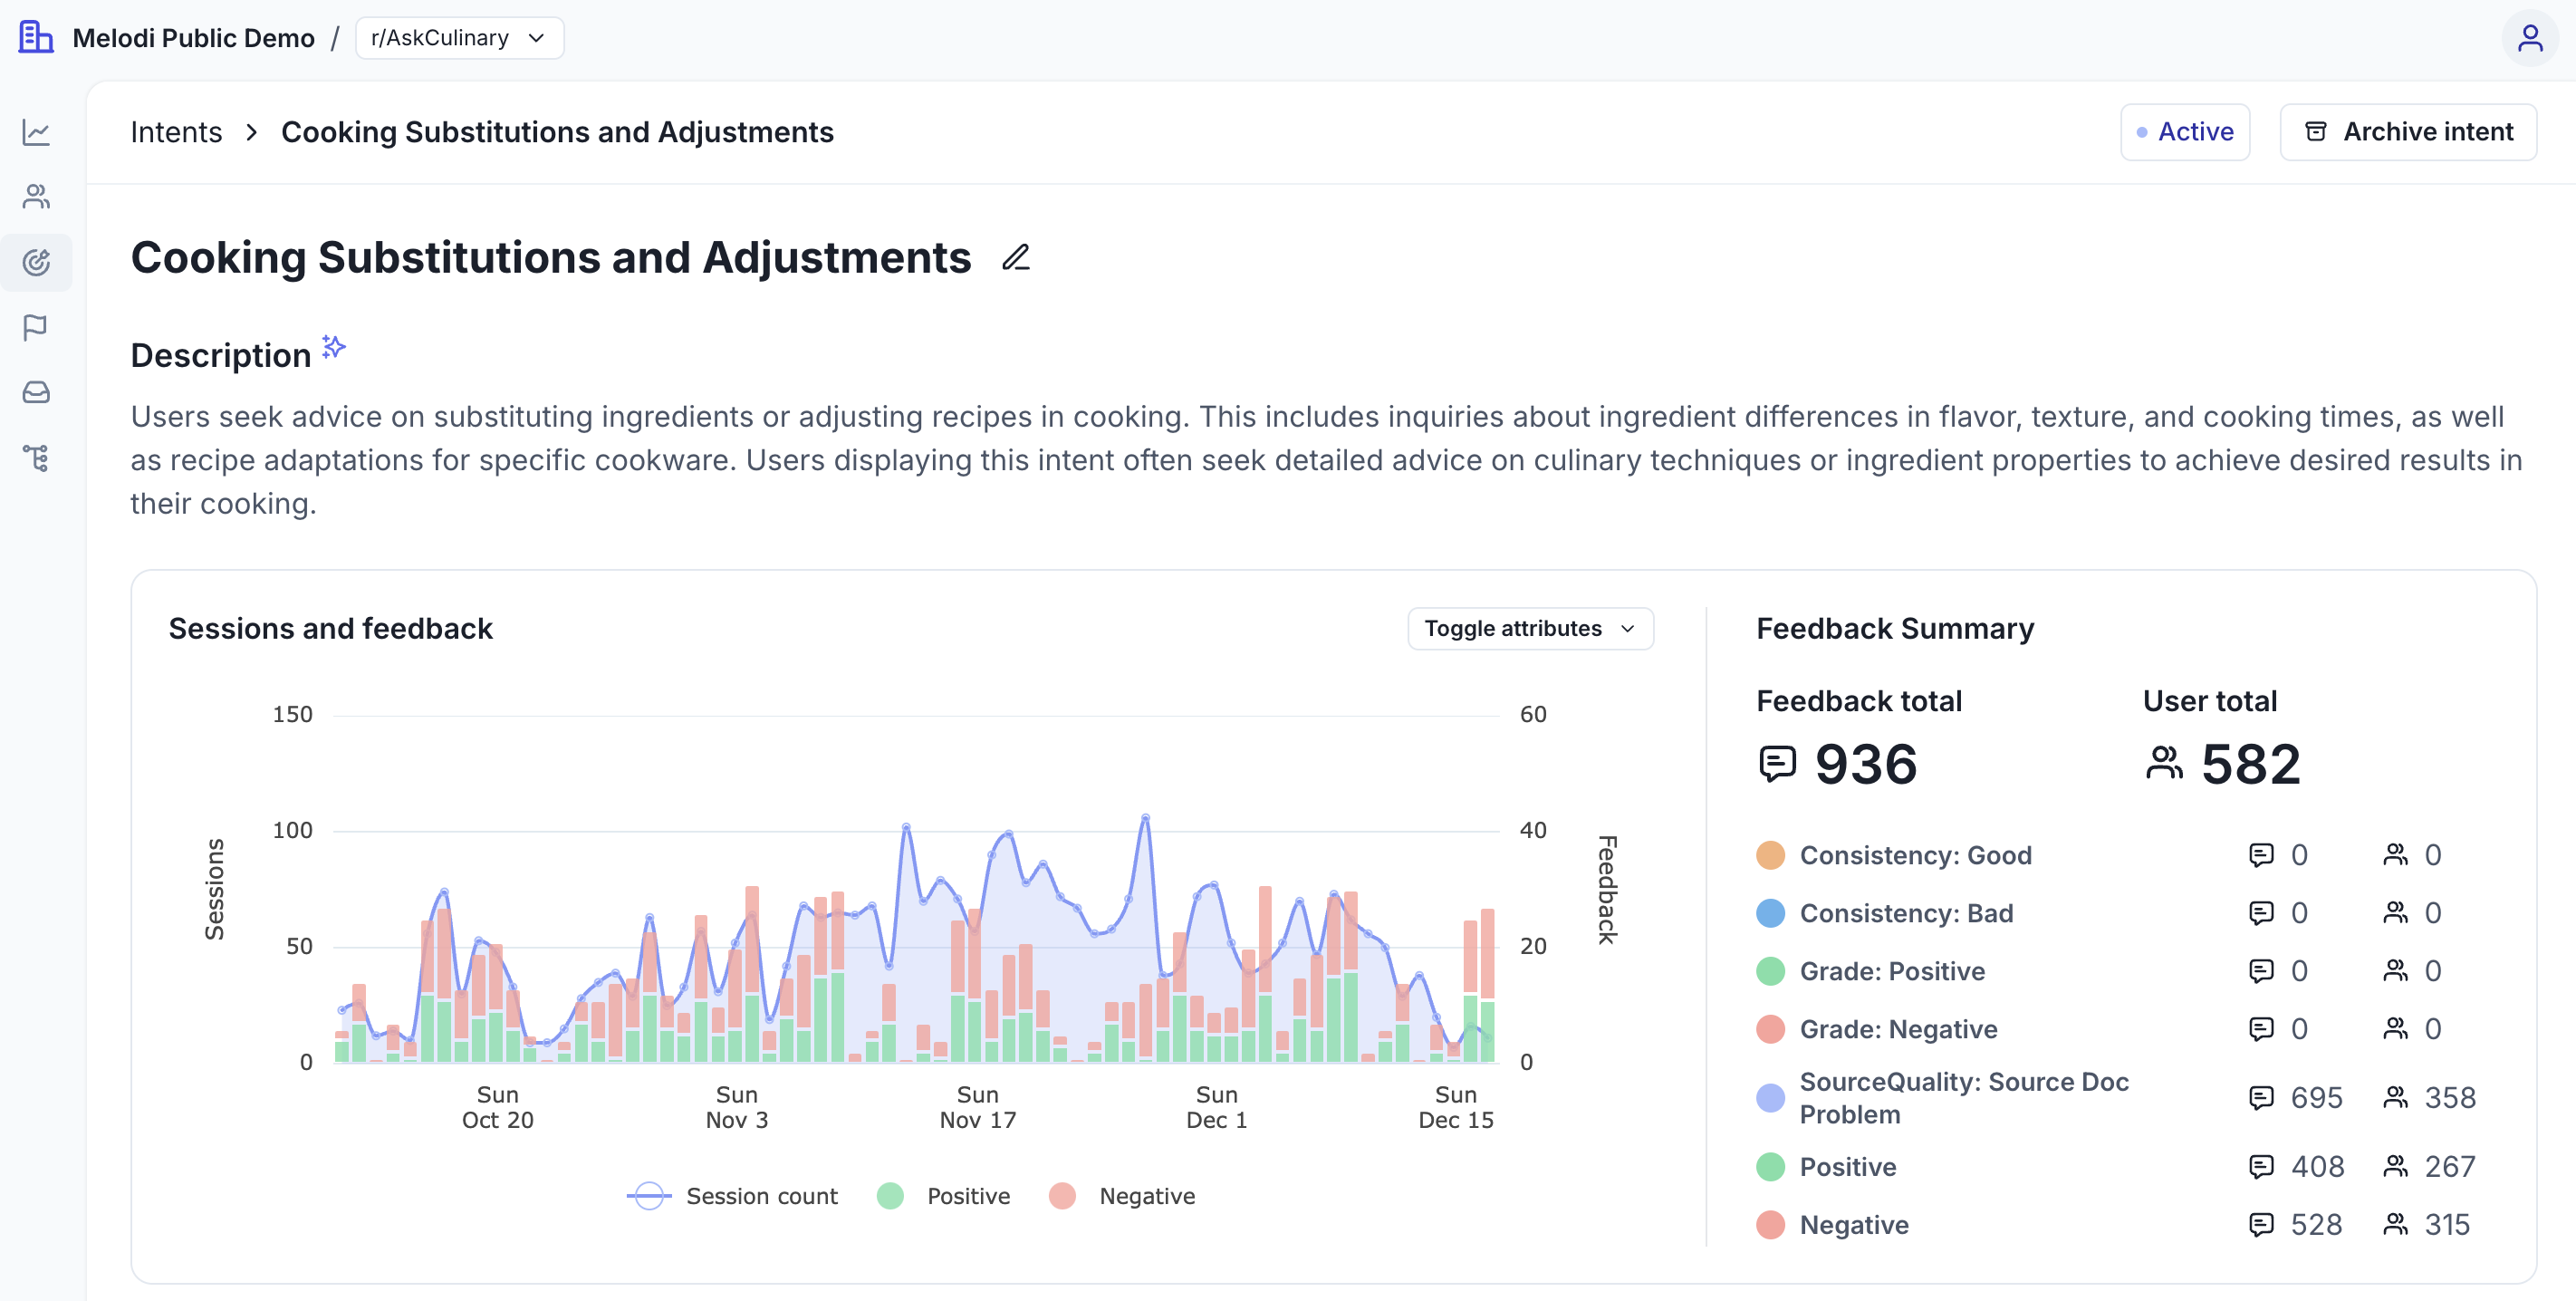 Melodi Public Demo / r/AskCulinary
Intents > Cooking Substitutions and Adjustments
Active
Archive intent
Cooking Substitutions and Adjustments
Description
Users seek advice on substituting ingredients or adjusting recipes in cooking. This includes inquiries about ingredient differences in flavor, texture, and cooking times, as well
as recipe adaptations for specific cookware. Users displaying this intent often seek detailed advice on culinary techniques or ingredient properties to achieve desired results in
their cooking.
Sessions and feedback
Toggle attributes
150
100
50
0
Sessions
60
40
20
0
Feedback
Sun
Oct 20
Sun
Nov 3
Sun
Nov 17
Sun
Dec 1
Sun
Dec 15
Session count
Positive
Negative
Feedback Summary
Feedback total
936
User total
582
Consistency: Good 0 0
Consistency: Bad 0 0
Grade: Positive 0 0
Grade: Negative 0 0
SourceQuality: Source Doc
Problem 695 358
Positive 408 267
Negative 528 315